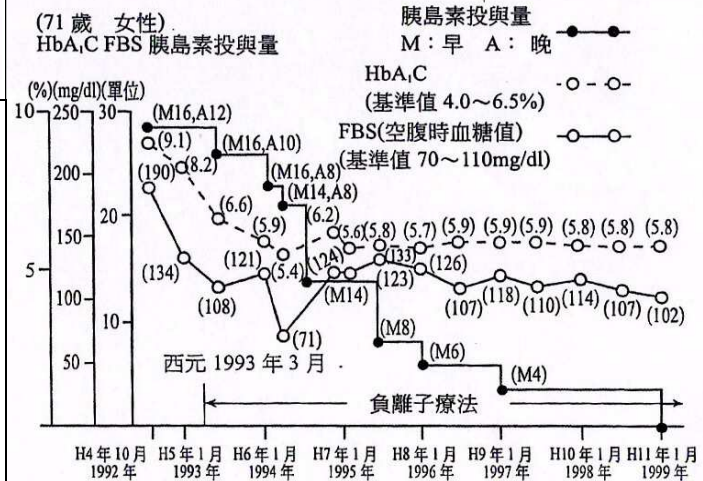 (71 歲 女性)
HbA₁C FBS 胰島素投與量
胰島素投與量
M：早 A：晚
HbA₁C
(基準值 4.0～6.5%)
FBS(空腹時血糖值)
(基準值 70～110mg/dl)
(%)(mg/dl)(單位)
10 250 30
200
20
150
5
100
10
50
(M16,A12)
(M16,A10)
(M16,A8)
(M14,A8)
(M14)
(M8)
(M6)
(M4)
(9.1)
(8.2)
(6.6)
(5.9)
(5.4)
(6.2)
(5.6)
(5.8)
(5.7)
(5.9)
(5.9)
(5.9)
(5.8)
(5.8)
(5.8)
(190)
(134)
(108)
(121)
(71)
(124)
(123)
(133)
(126)
(107)
(118)
(110)
(114)
(107)
(102)
西元 1993 年 3 月
負離子療法
H4 年 10 月 H5 年 1 月 H6 年 1 月 H7 年 1 月 H8 年 1 月 H9 年 1 月 H10 年 1 月 H11 年 1 月
1992 年 1993 年 1994 年 1995 年 1996 年 1997 年 1998 年 1999 年